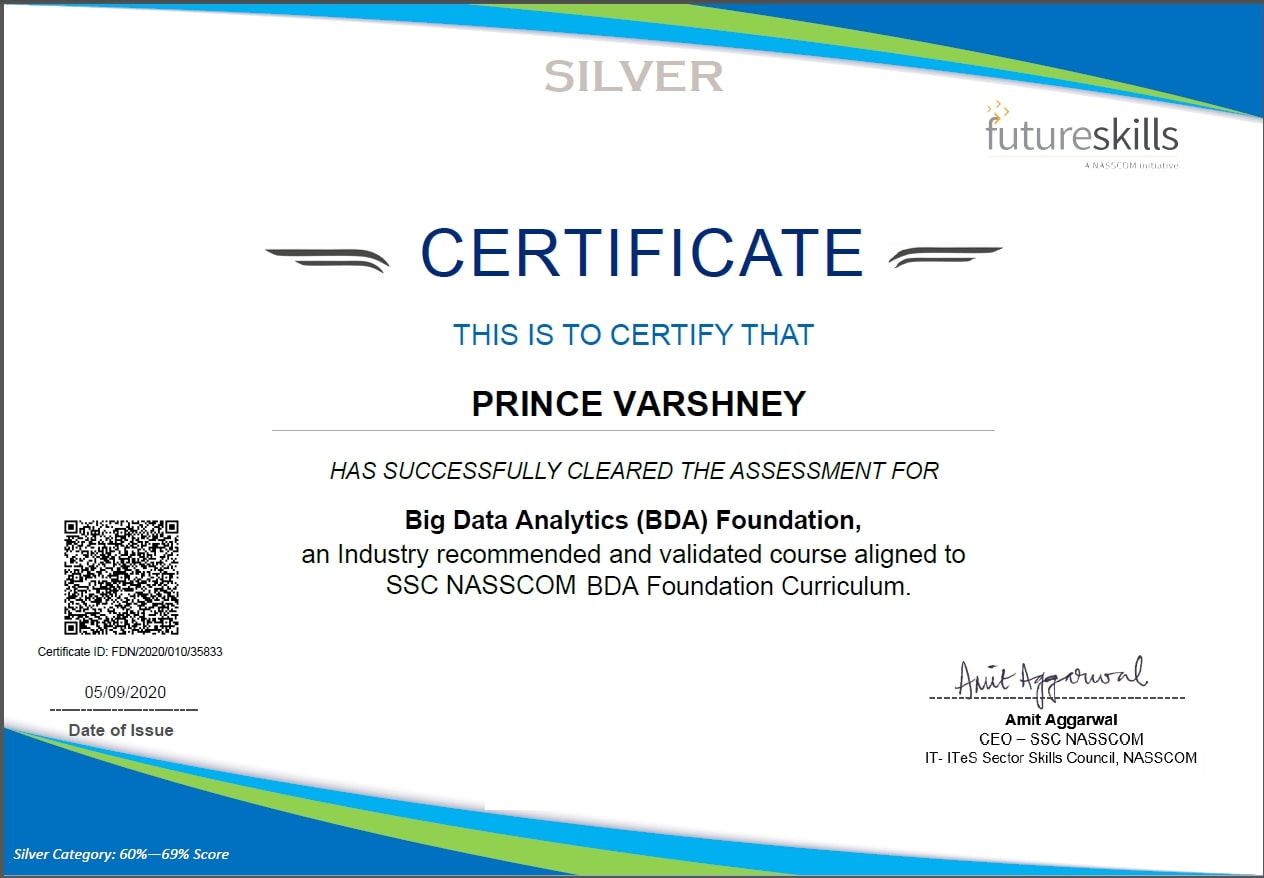 SILVER
futureskills
A NASSCOM initiative
CERTIFICATE
THIS IS TO CERTIFY THAT
PRINCE VARSHNEY
HAS SUCCESSFULLY CLEARED THE ASSESSMENT FOR
Big Data Analytics (BDA) Foundation,
an Industry recommended and validated course aligned to
SSC NASSCOM BDA Foundation Curriculum.
Certificate ID: FDN/2020/010/35833
05/09/2020
Date of Issue
Amit Aggarwal
Amit Aggarwal
CEO – SSC NASSCOM
IT- ITeS Sector Skills Council, NASSCOM
Silver Category: 60%—69% Score